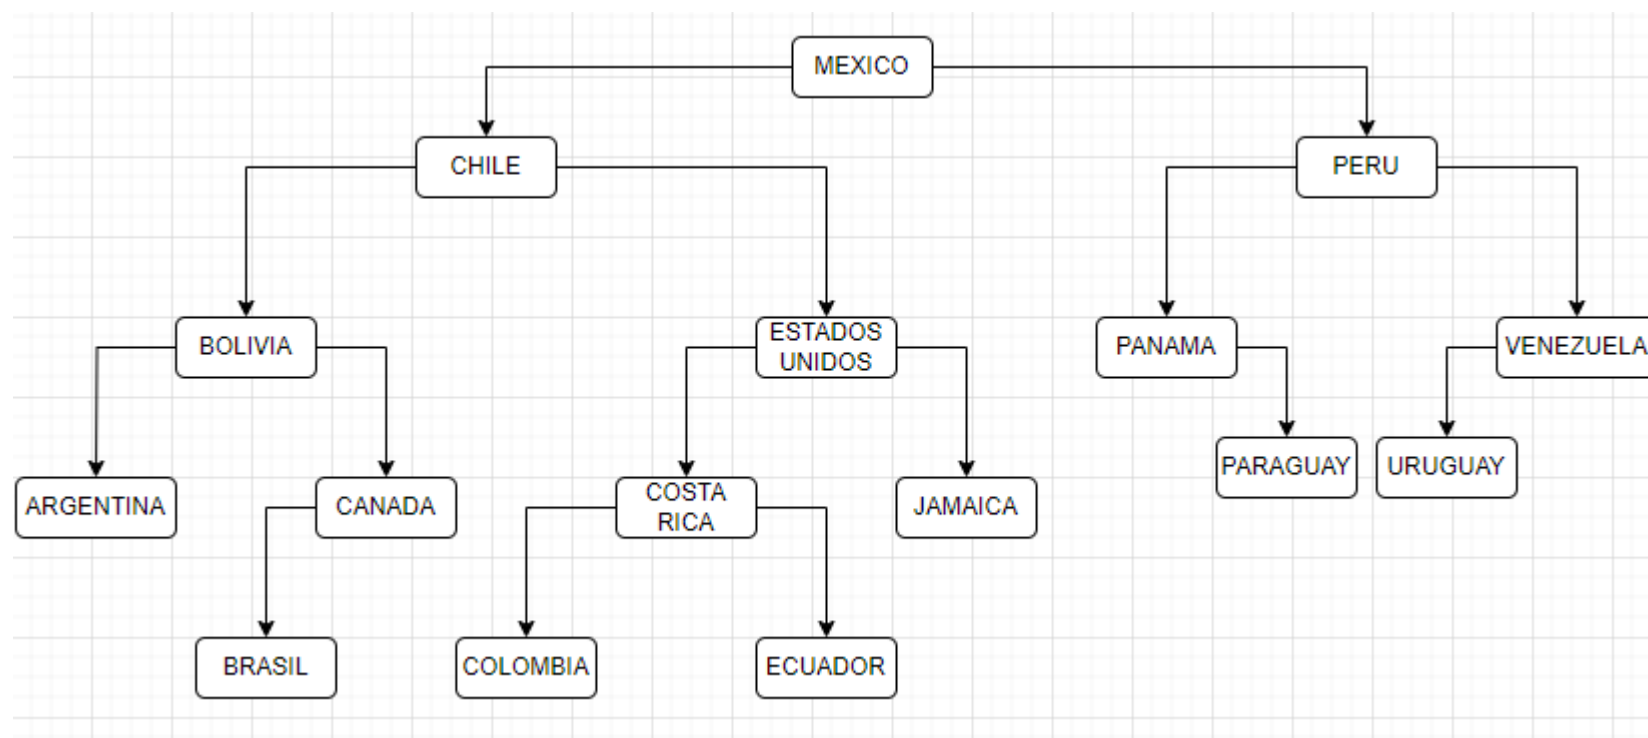 MEXICO
CHILE
PERU
BOLIVIA
ESTADOS
UNIDOS
PANAMA
VENEZUELA
ARGENTINA
CANADA
COSTA
RICA
JAMAICA
PARAGUAY
URUGUAY
BRASIL
COLOMBIA
ECUADOR